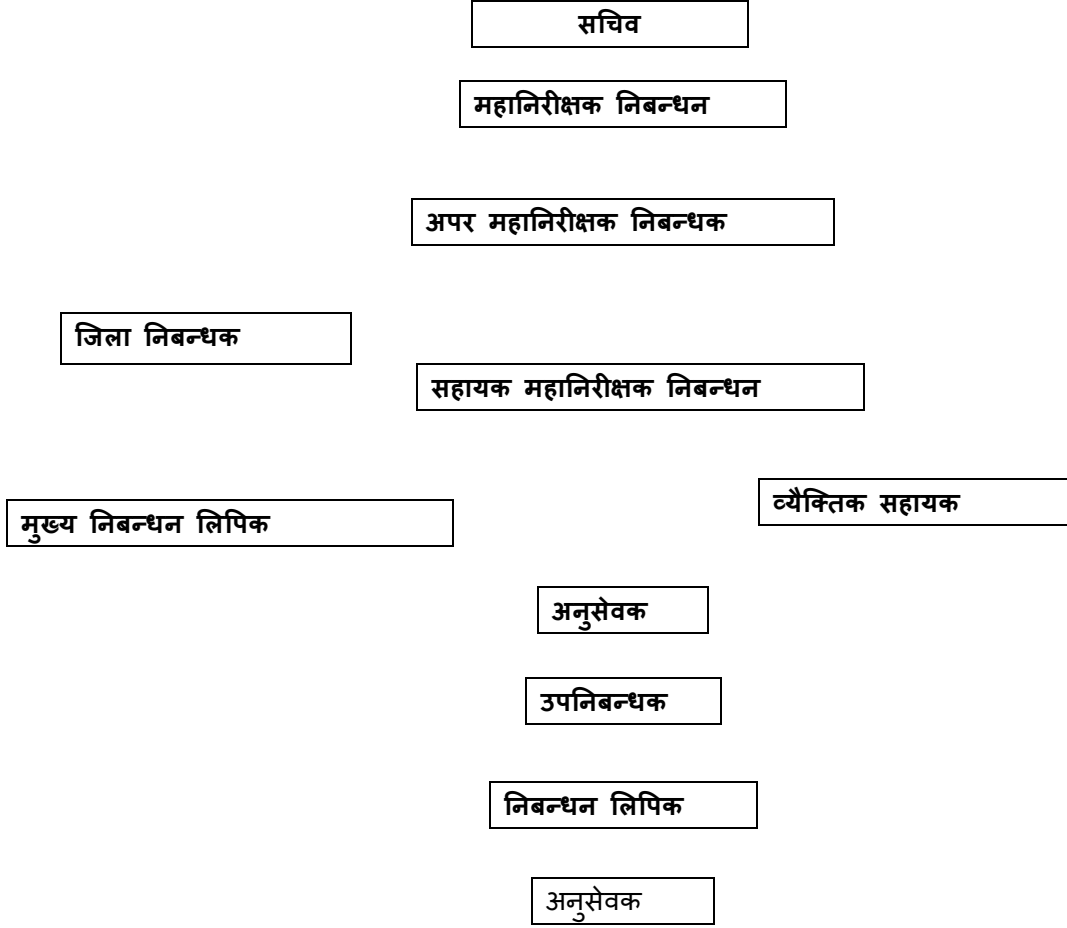 सचिव
महानिरीक्षक निबन्धन
अपर महानिरीक्षक निबन्धक
जिला निबन्धक
सहायक महानिरीक्षक निबन्धन
व्यैक्तिक सहायक
मुख्य निबन्धन लिपिक
अनुसेवक
उपनिबन्धक
निबन्धन लिपिक
अनुसेवक